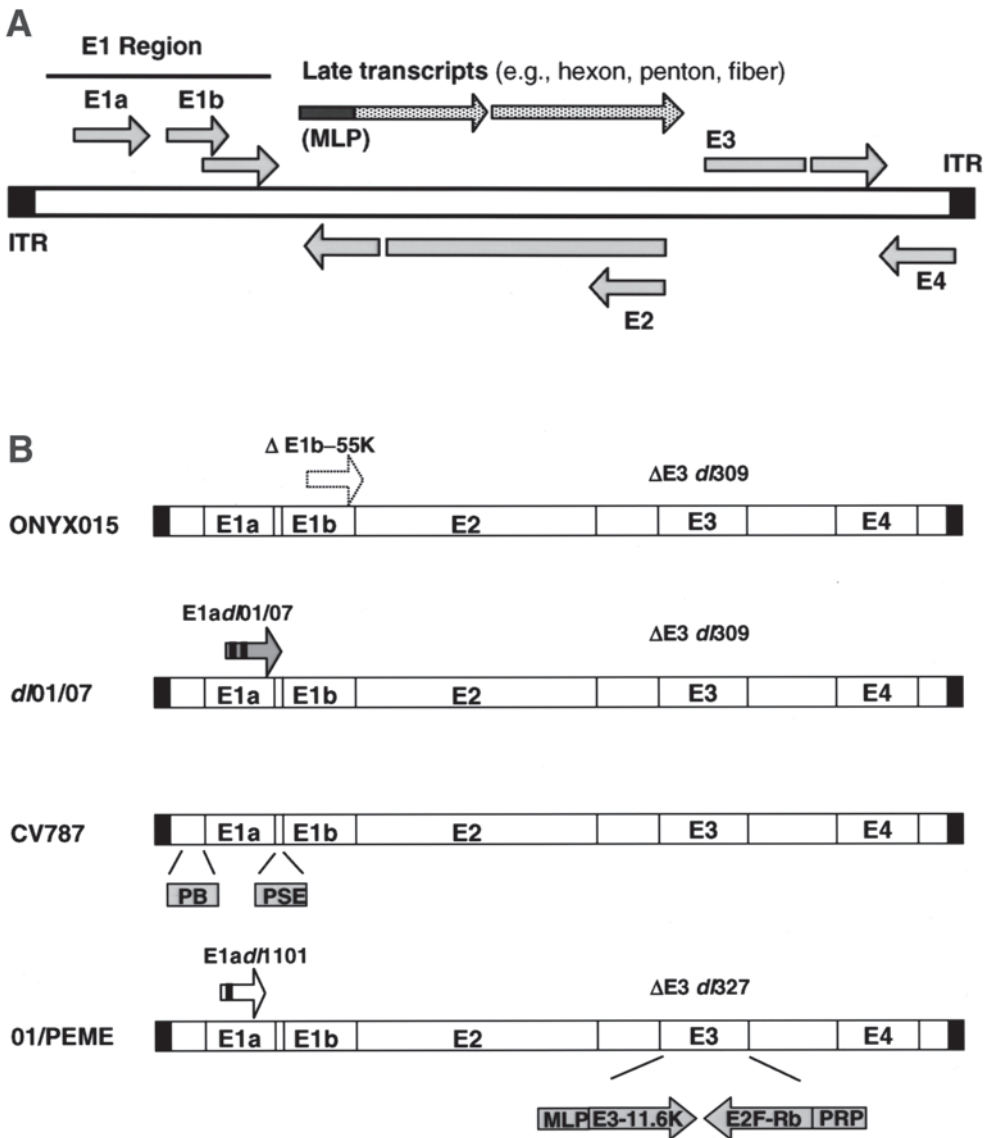 A
E1 Region
Late transcripts (e.g., hexon, penton, fiber)
E1a E1b
(MLP)
E3
ITR
ITR
E4
E2
B
Δ E1b–55K
ΔE3 dl309
ONYX015
E1a E1b E2 E3 E4
E1adl01/07
ΔE3 dl309
dl01/07
E1a E1b E2 E3 E4
CV787
E1a E1b E2 E3 E4
PB PSE
E1adl1101
ΔE3 dl327
01/PEME
E1a E1b E2 E3 E4
MLP E3-11.6K E2F-Rb PRP